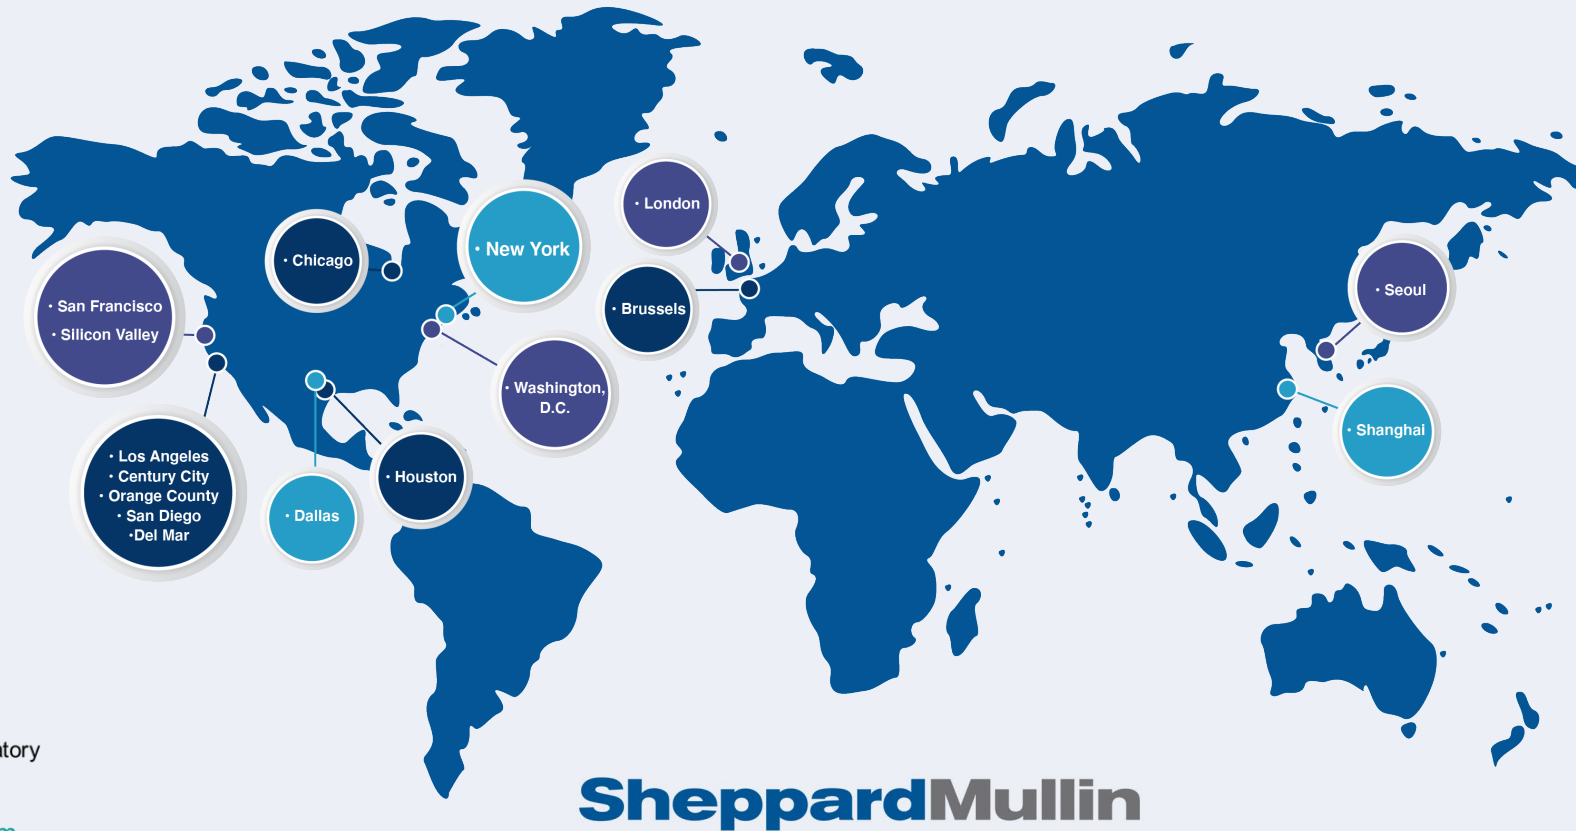 • London
• New York
• Chicago
• San Francisco
• Silicon Valley
• Brussels
• Seoul
• Washington,
D.C.
• Shanghai
• Los Angeles
• Century City
• Orange County
• San Diego
•Del Mar
• Houston
• Dallas
SheppardMullin